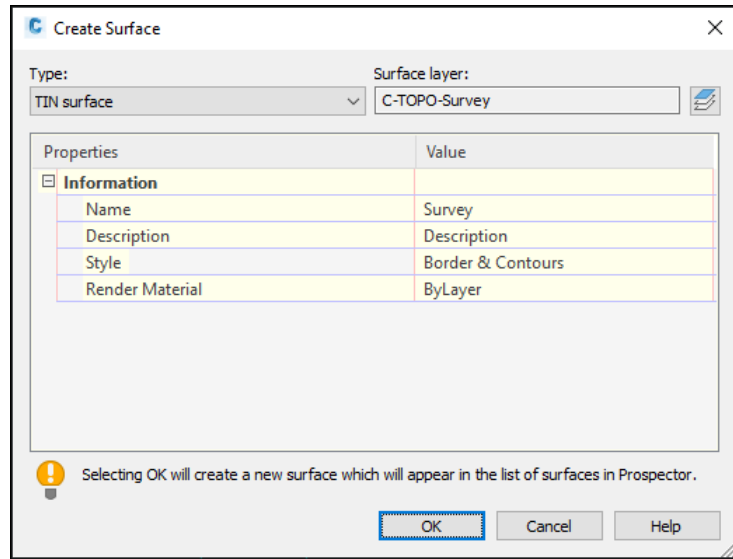 Create Surface
Type: Surface layer:
TIN surface C-TOPO-Survey
Properties Value
Information
Name Survey
Description Description
Style Border & Contours
Render Material ByLayer
Selecting OK will create a new surface which will appear in the list of surfaces in Prospector.
OK Cancel Help